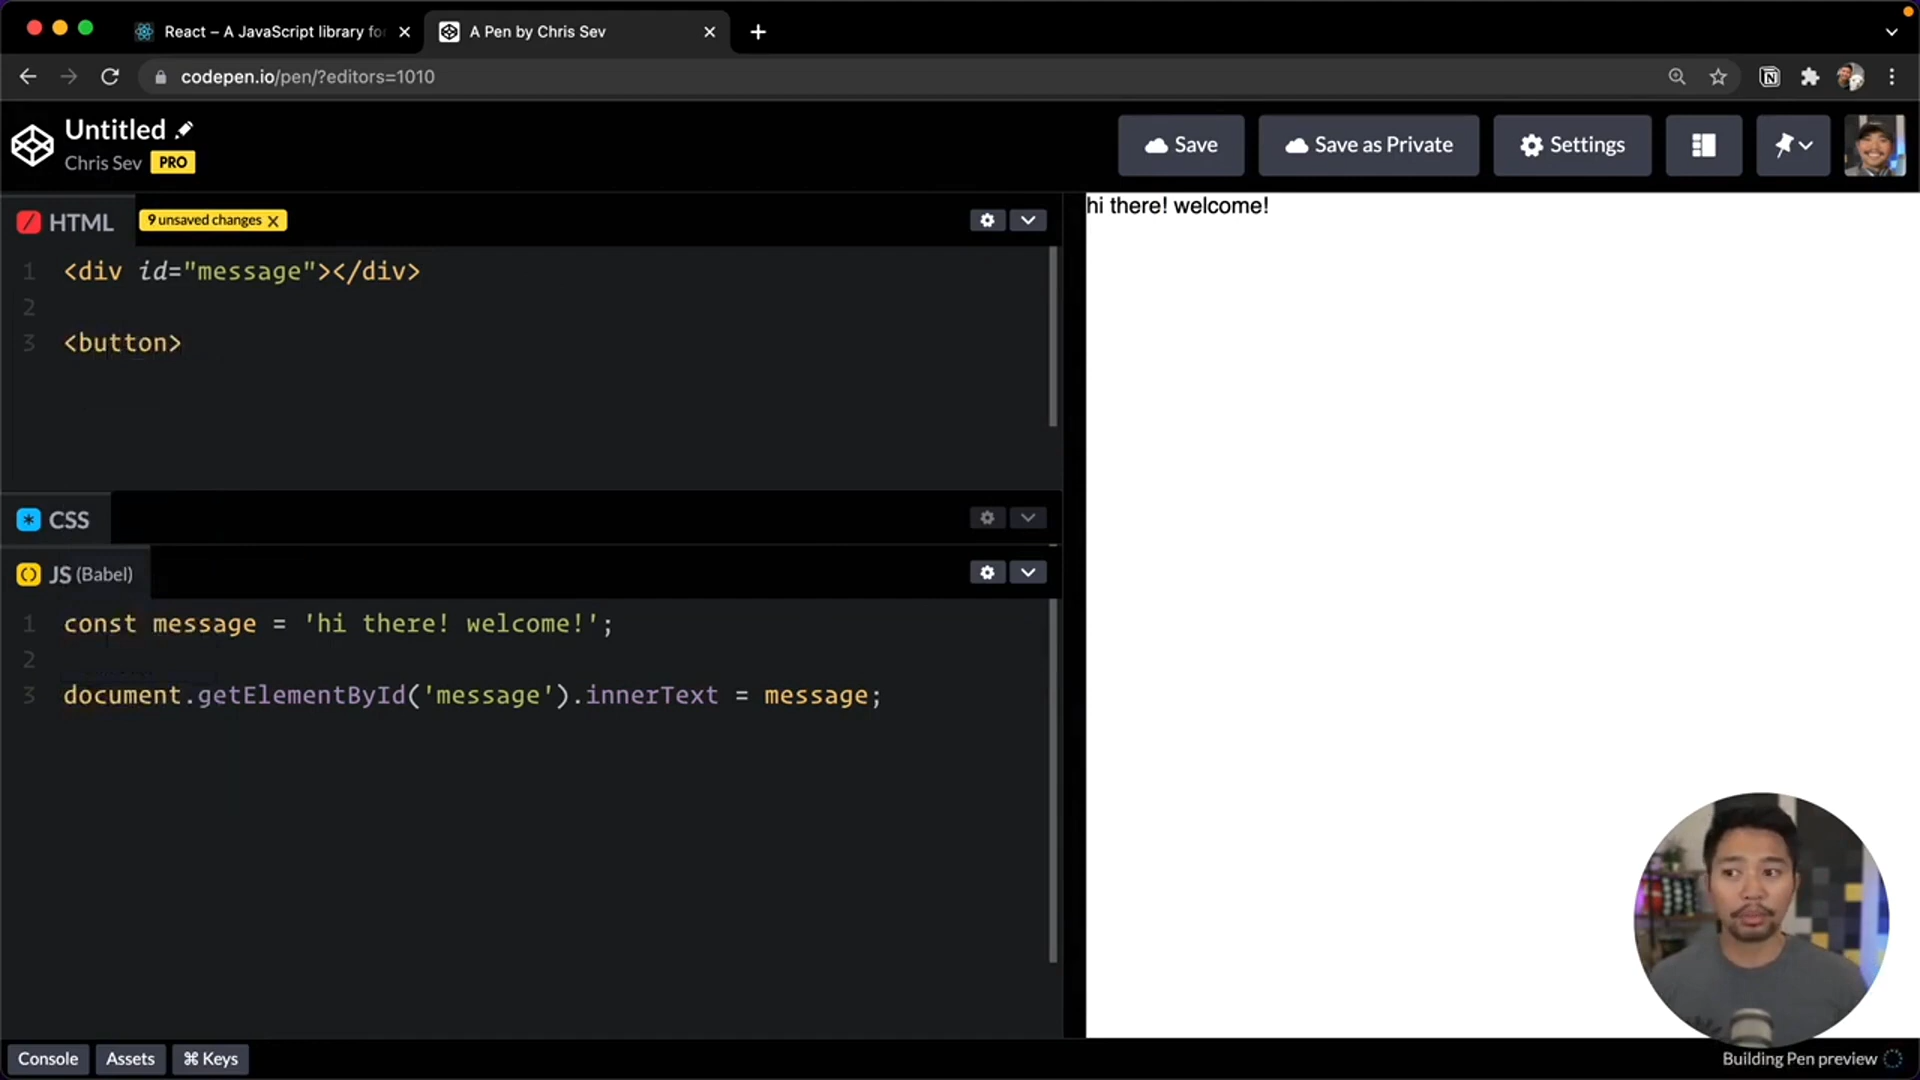 React – A JavaScript library fo
A Pen by Chris Sev
codepen.io/pen/?editors=1010
Untitled
Chris Sev PRO
Save
Save as Private
Settings
HTML
9 unsaved changes
1 <div id="message"></div>
2
3 <button>
CSS
JS (Babel)
1 const message = 'hi there! welcome!';
2
3 document.getElementById('message').innerText = message;
hi there! welcome!
Console
Assets
⌘ Keys
Building Pen preview